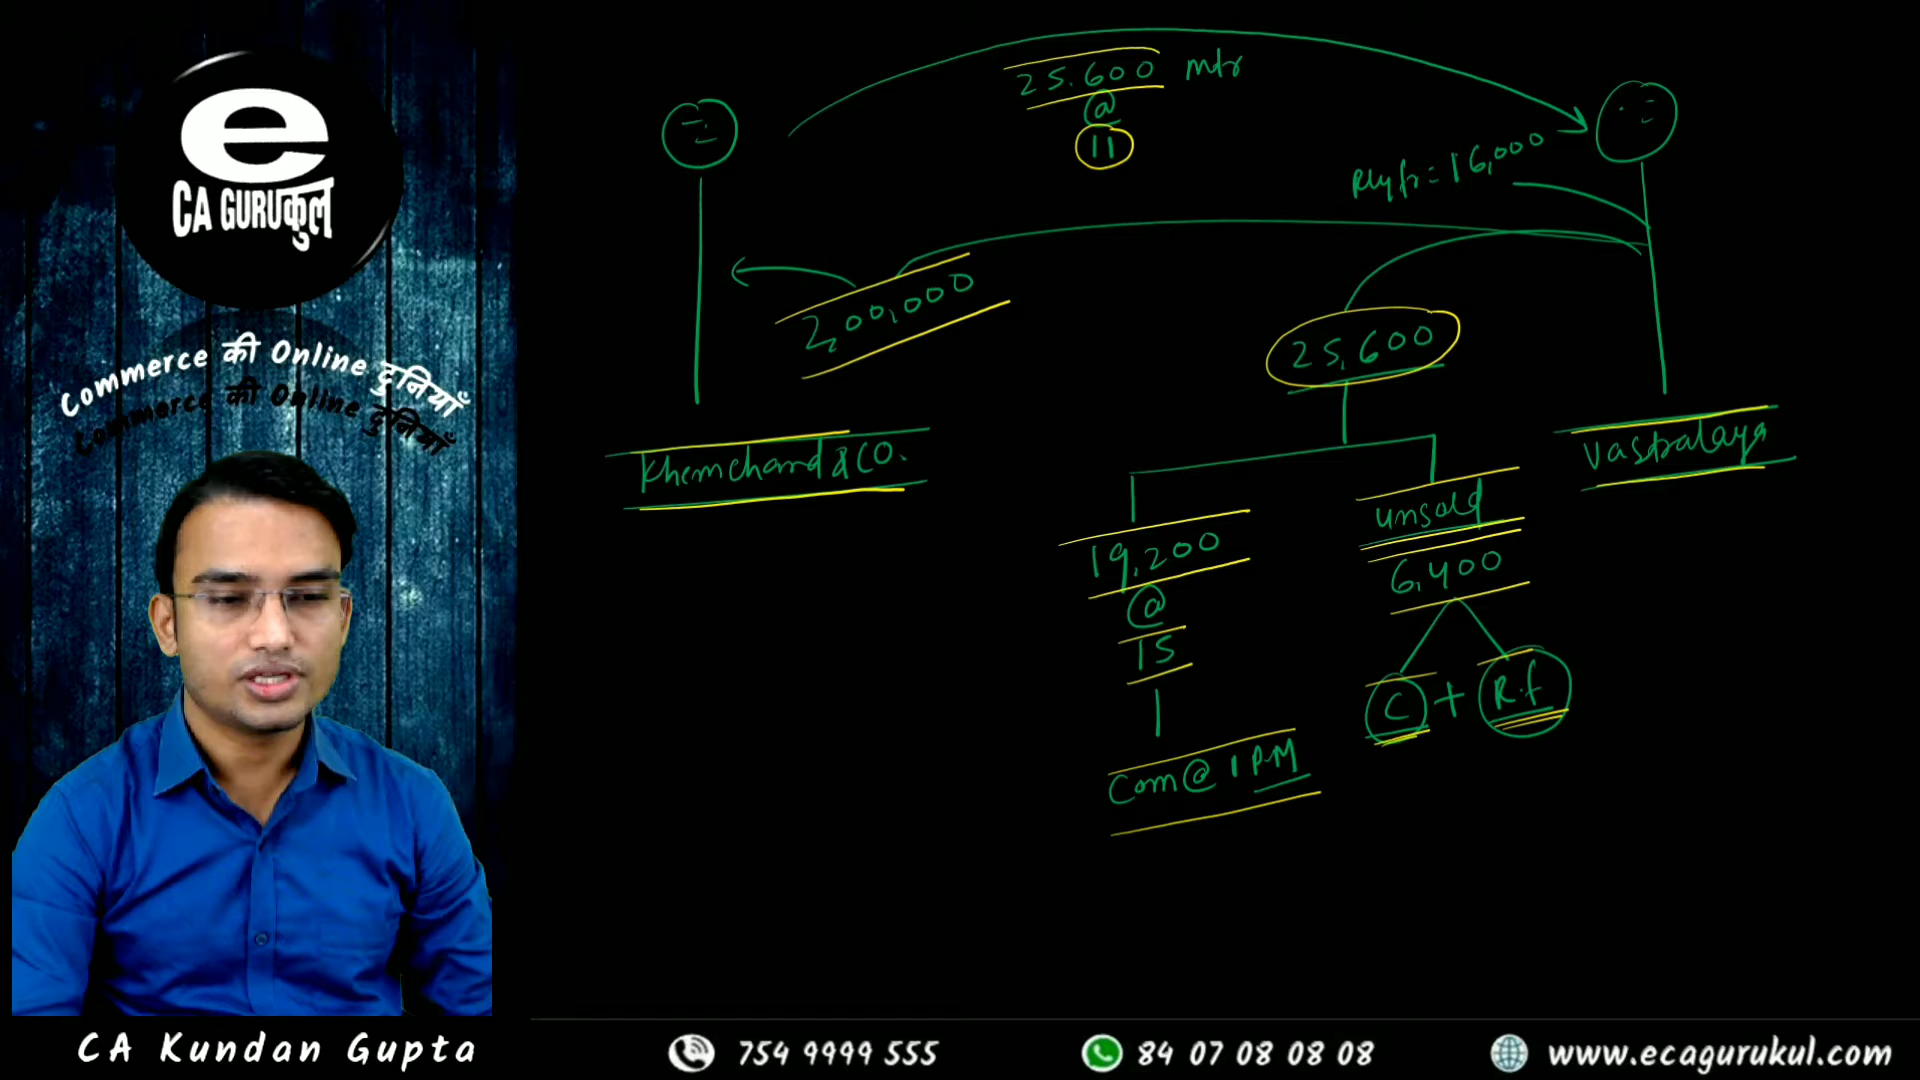 e
CA GURUकुल
Commerce की Online दुनियाँ
Commerce की Online दुनियाँ
25.600 mtr
@
11
Rly fr = 16,000
2,00,000
25,600
Khemchand & CO.
Vastralaya
19,200
@
15
Com @ 1 P.M
unsold
6,400
C + R.f
CA Kundan Gupta
754 9999 555
84 07 08 08 08
www.ecagurukul.com